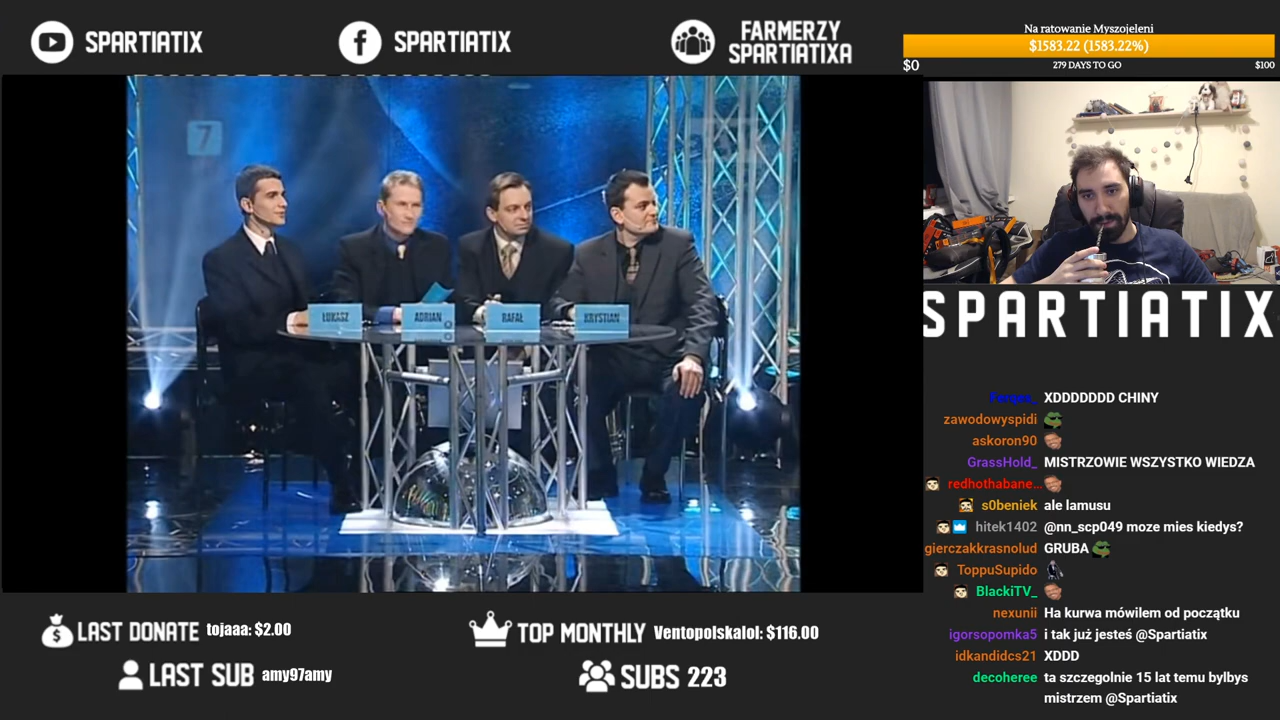 SPARTIATIX
SPARTIATIX
FARMERZY
SPARTIATIXA
Na ratowanie Myszojeleni
$1583.22 (1583.22%)
$0
279 DAYS TO GO
$100
7
ŁUKASZ
ADRIAN
RAFAŁ
KRYSTIAN
SPARTIATIX
XDDDDDDD CHINY
zawodowyspidi
askoron90
GrassHold_ MISTRZOWIE WSZYSTKO WIEDZA
redhothabane...
s0beniek ale lamusu
hitek1402 @nn_scp049 moze mies kiedys?
gierczakkrasnolud GRUBA
ToppuSupido
BlackiTV_
nexunii Ha kurwa mówilem od początku
igorsopomka5 i tak już jesteś @Spartiatix
idkandidcs21 XDDD
decoheree ta szczegolnie 15 lat temu bylbys
mistrzem @Spartiatix
LAST DONATE tojaaa: $2.00
TOP MONTHLY Ventopolskalol: $116.00
LAST SUB amy97amy
SUBS 223